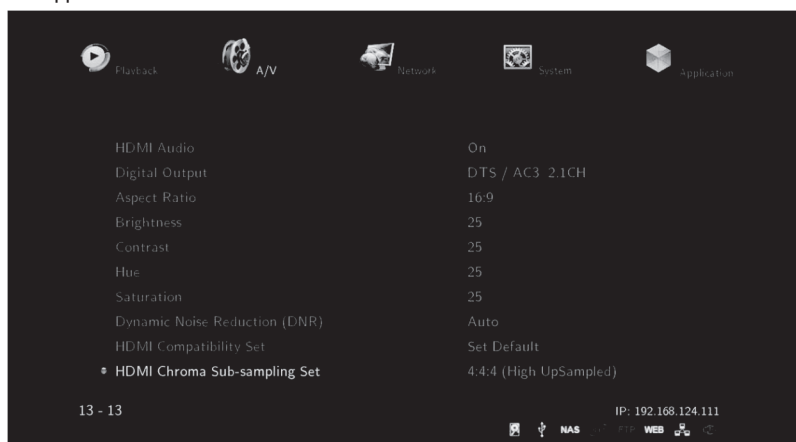 Playback A/V Network System Application
HDMI Audio On
Digital Output DTS / AC3 2.1CH
Aspect Ratio 16:9
Brightness 25
Contrast 25
Hue 25
Saturation 25
Dynamic Noise Reduction (DNR) Auto
HDMI Compatibility Set Set Default
HDMI Chroma Sub-sampling Set 4:4:4 (High UpSampled)
13 - 13 IP: 192.168.124.111
NAS FTP WEB